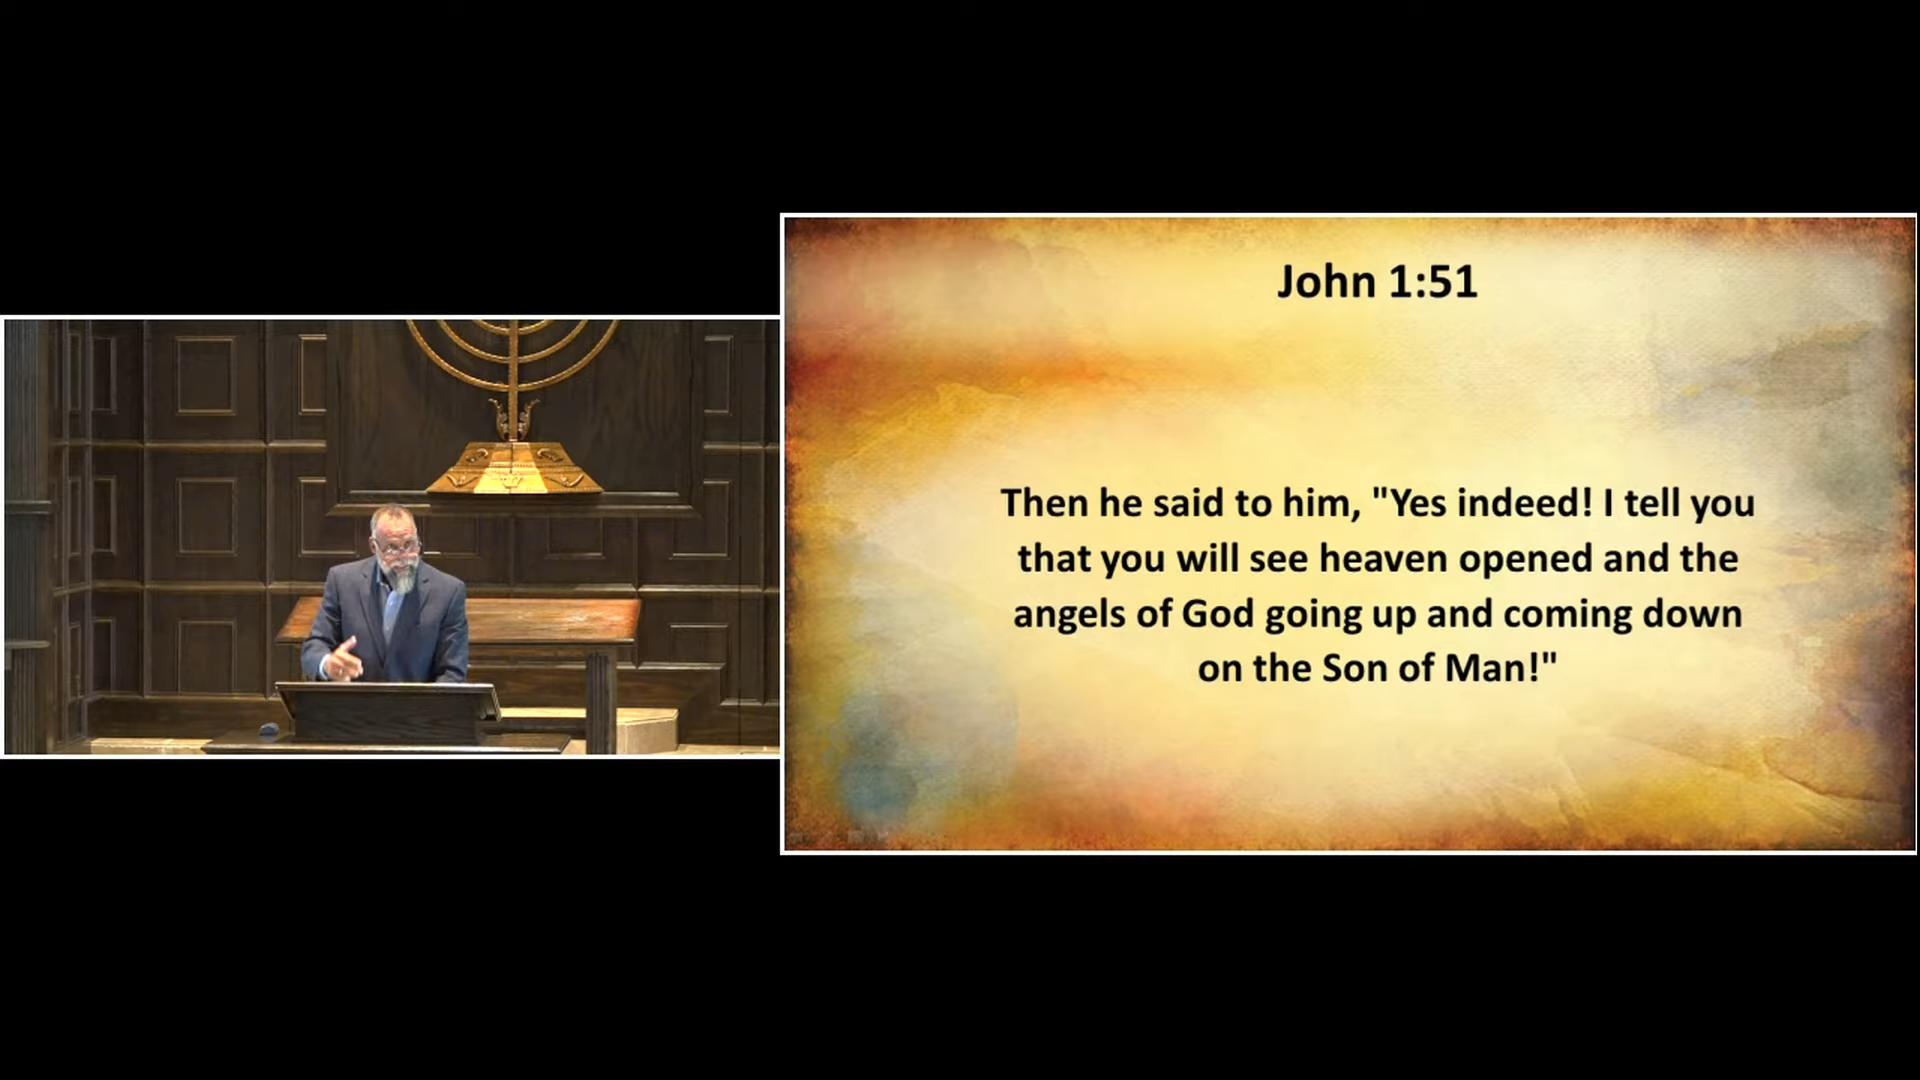 John 1:51
Then he said to him, "Yes indeed! I tell you
that you will see heaven opened and the
angels of God going up and coming down
on the Son of Man!"